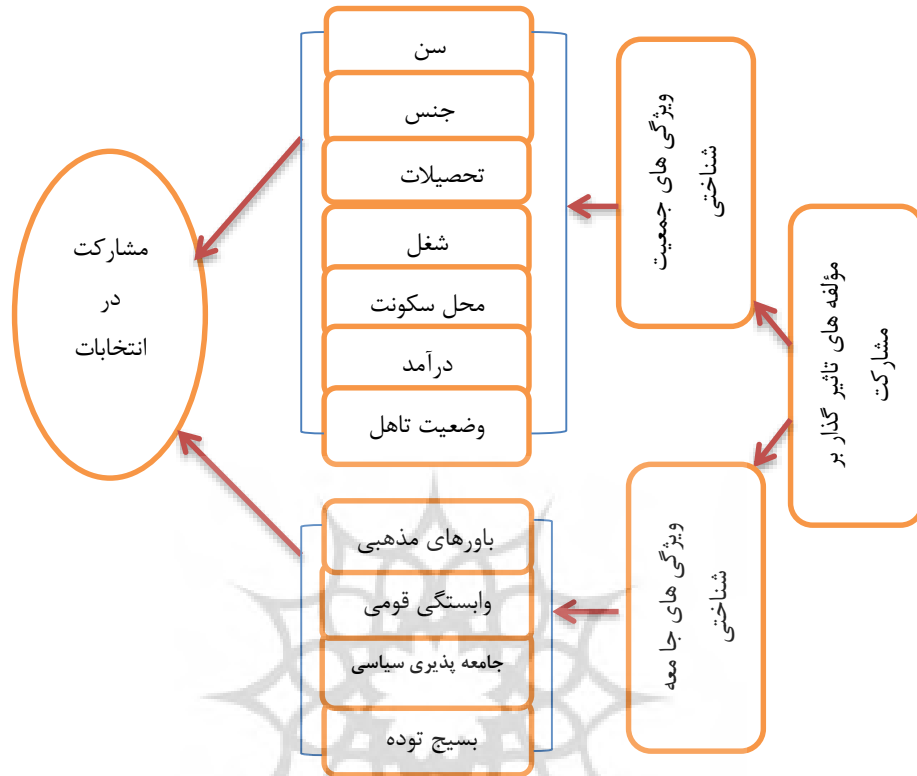 مؤلفه های تاثیر گذار بر
مشارکت
ویژگی های جمعیت
شناختی
سن
جنس
تحصیلات
شغل
محل سکونت
درآمد
وضعیت تاهل
ویژگی های جا معه
شناختی
باورهای مذهبی
وابستگی قومی
جامعه پذیری سیاسی
بسیج توده
مشارکت
در
انتخابات